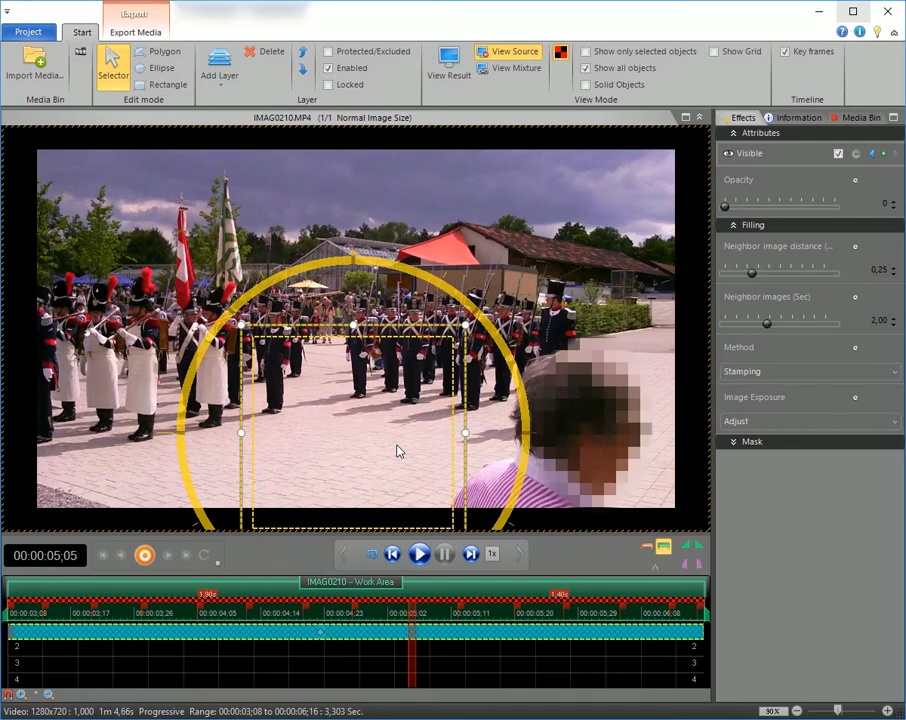 Export
Project
Start
Export Media
Import Media...
Media Bin
Selector
Polygon
Ellipse
Rectangle
Edit mode
Add Layer
Delete
Protected/Excluded
Enabled
Locked
Layer
View Result
View Source
View Mixture
Show only selected objects
Show all objects
Solid Objects
Show Grid
View Mode
Key frames
Timeline
IMAG0210.MP4 (1/1 Normal Image Size)
Effects
Information
Media Bin
Attributes
Visible
Opacity
0
Filling
Neighbor image distance (...
0,25
Neighbor images (Sec)
2,00
Method
Stamping
Image Exposure
Adjust
Mask
00:00:05;05
1x
IMAG0210 -- Work Area
1,90s
1,40s
00:00:03;08
00:00:03;17
00:00:03;26
00:00:04;05
00:00:04;14
00:00:04;23
00:00:05;02
00:00:05;11
00:00:05;20
00:00:05;29
00:00:06;08
2
2
3
3
4
4
Video: 1280x720 : 1,000 1m 4,66s Progressive Range: 00:00:03;08 to 00:00:06;16 : 3,303 Sec.
90%